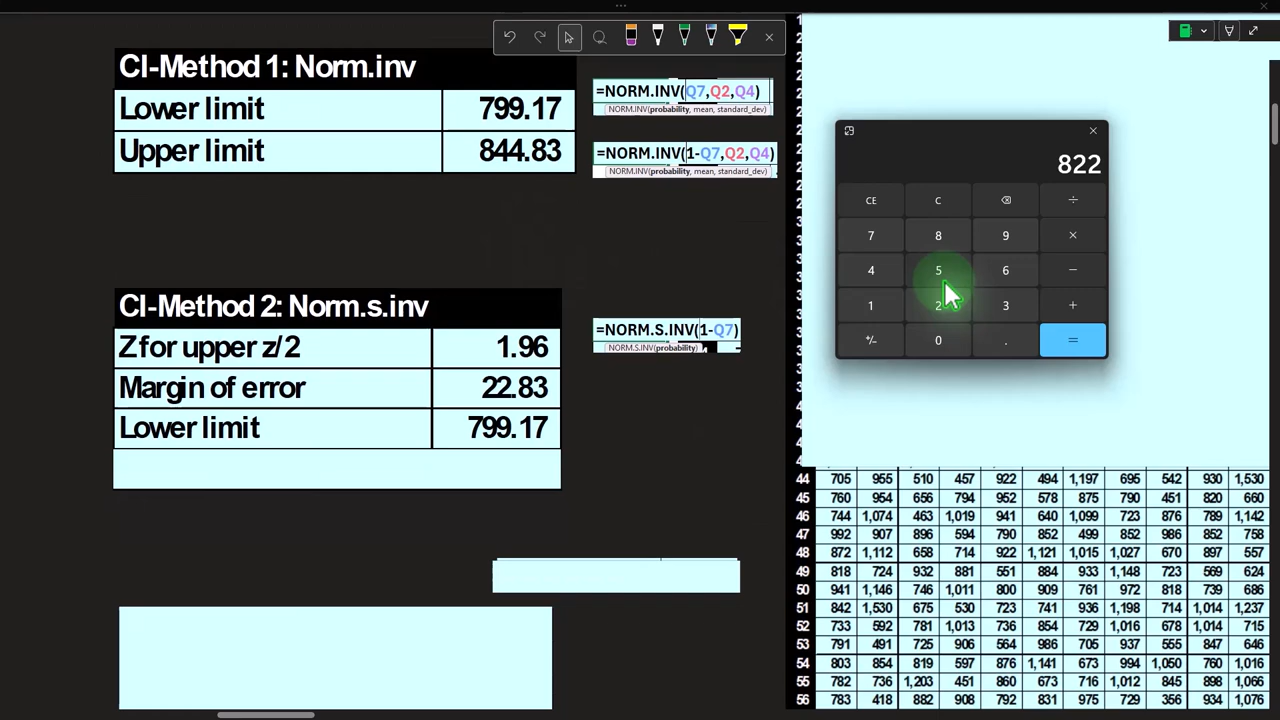 CI-Method 1: Norm.inv
Lower limit 799.17
Upper limit 844.83
=NORM.INV(Q7,Q2,Q4)
NORM.INV(probability, mean, standard_dev)
=NORM.INV(1-Q7,Q2,Q4)
NORM.INV(probability, mean, standard_dev)
CI-Method 2: Norm.s.inv
Z for upper z/2 1.96
Margin of error 22.83
Lower limit 799.17
=NORM.S.INV(1-Q7)
NORM.S.INV(probability)
822
CE C ÷
7 8 9 ×
4 5 6 −
1 2 3 +
+/- 0 . =
44 705 955 510 457 922 494 1,197 695 542 930 1,530
45 760 954 656 794 952 578 875 790 451 820 660
46 744 1,074 463 1,019 941 640 1,099 723 876 789 1,142
47 992 907 896 594 790 852 499 852 986 852 758
48 872 1,112 658 714 922 1,121 1,015 1,027 670 897 557
49 818 724 932 881 551 884 933 1,148 723 569 624
50 941 1,146 746 1,011 800 909 761 972 818 739 686
51 842 1,530 675 530 723 741 936 1,198 714 1,014 1,237
52 733 592 781 1,013 736 854 729 1,016 678 1,014 715
53 791 491 725 906 564 986 705 937 555 847 646
54 803 854 819 597 876 1,141 673 994 1,050 760 1,016
55 782 736 1,203 451 860 673 716 1,012 845 898 1,066
56 783 418 882 908 792 831 975 729 356 934 1,076